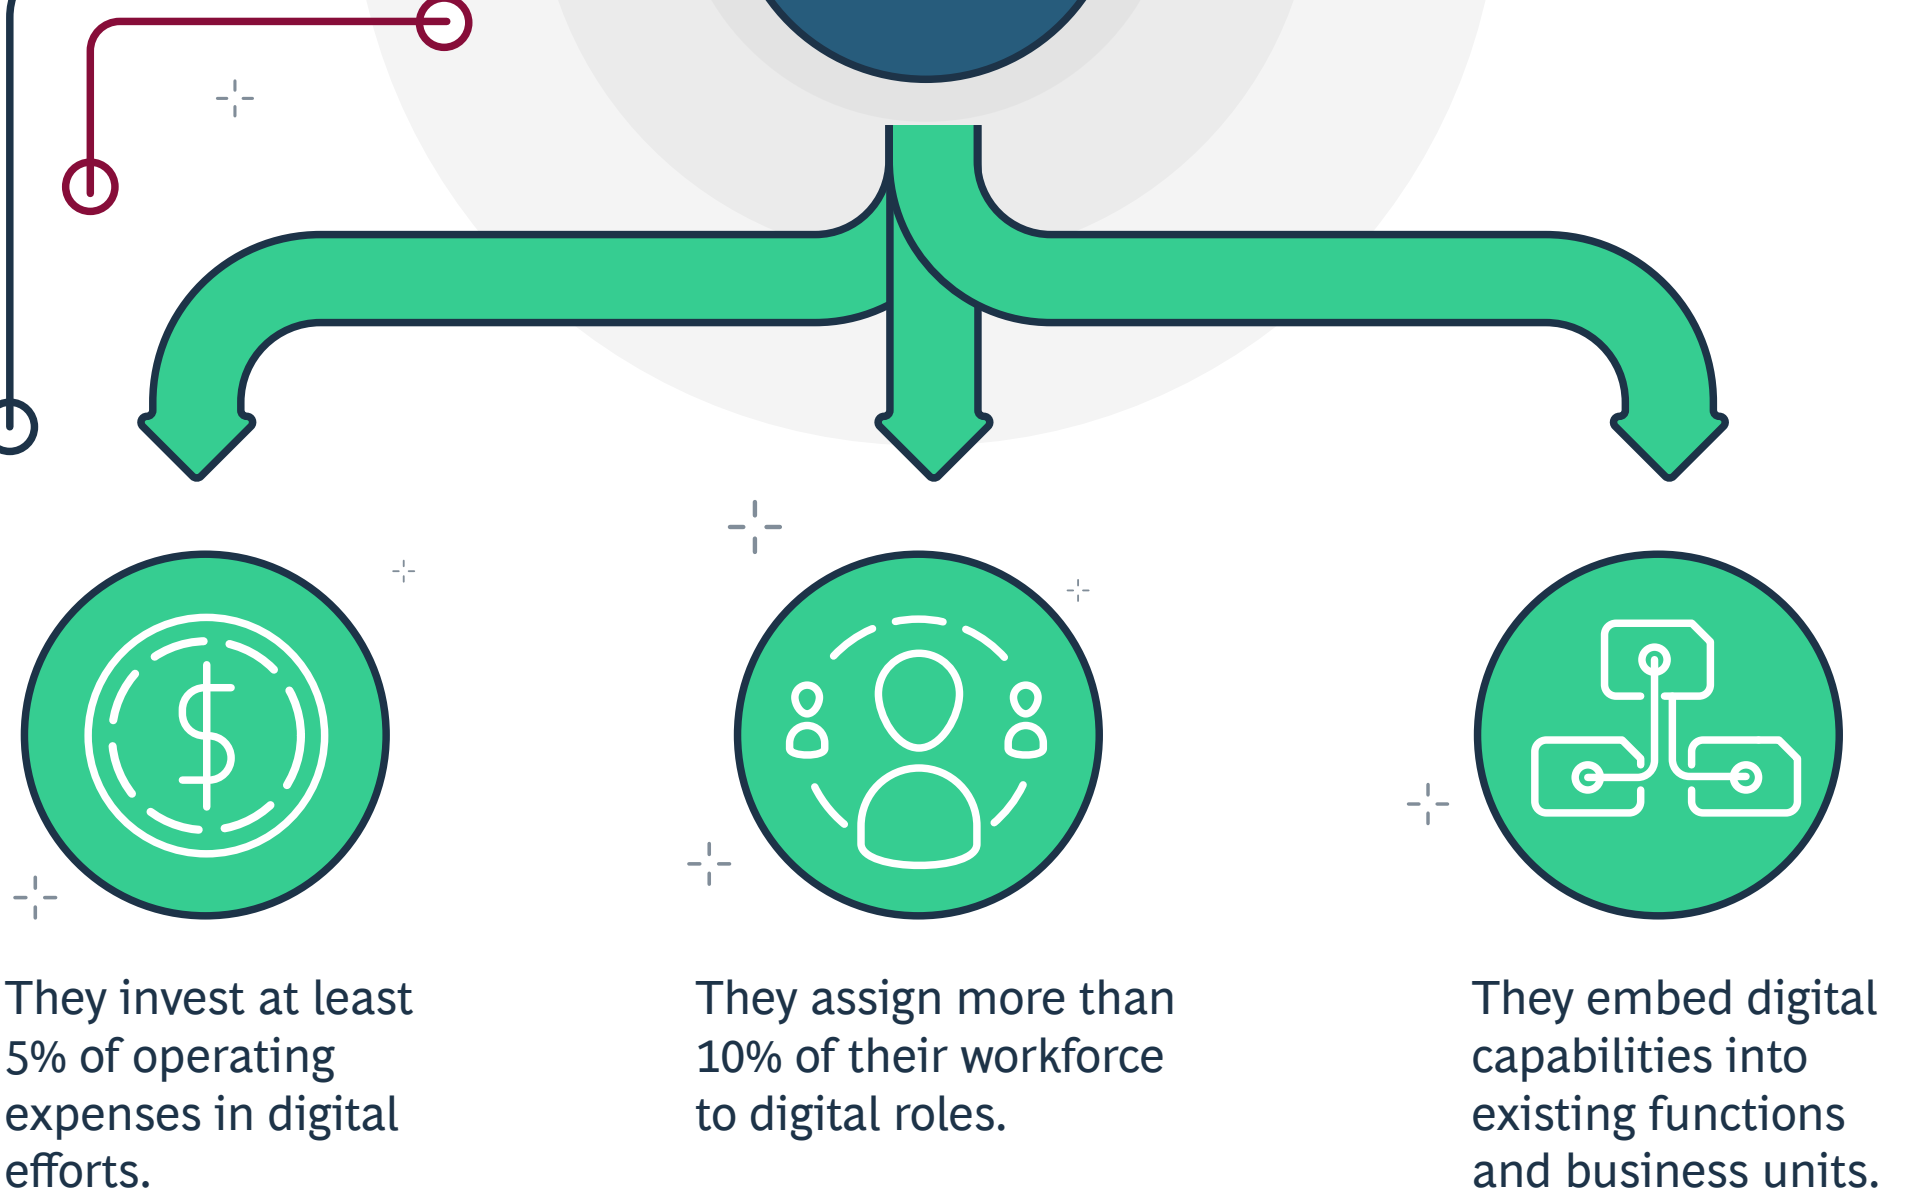 They invest at least
5% of operating
expenses in digital
efforts.
They assign more than
10% of their workforce
to digital roles.
They embed digital
capabilities into
existing functions
and business units.